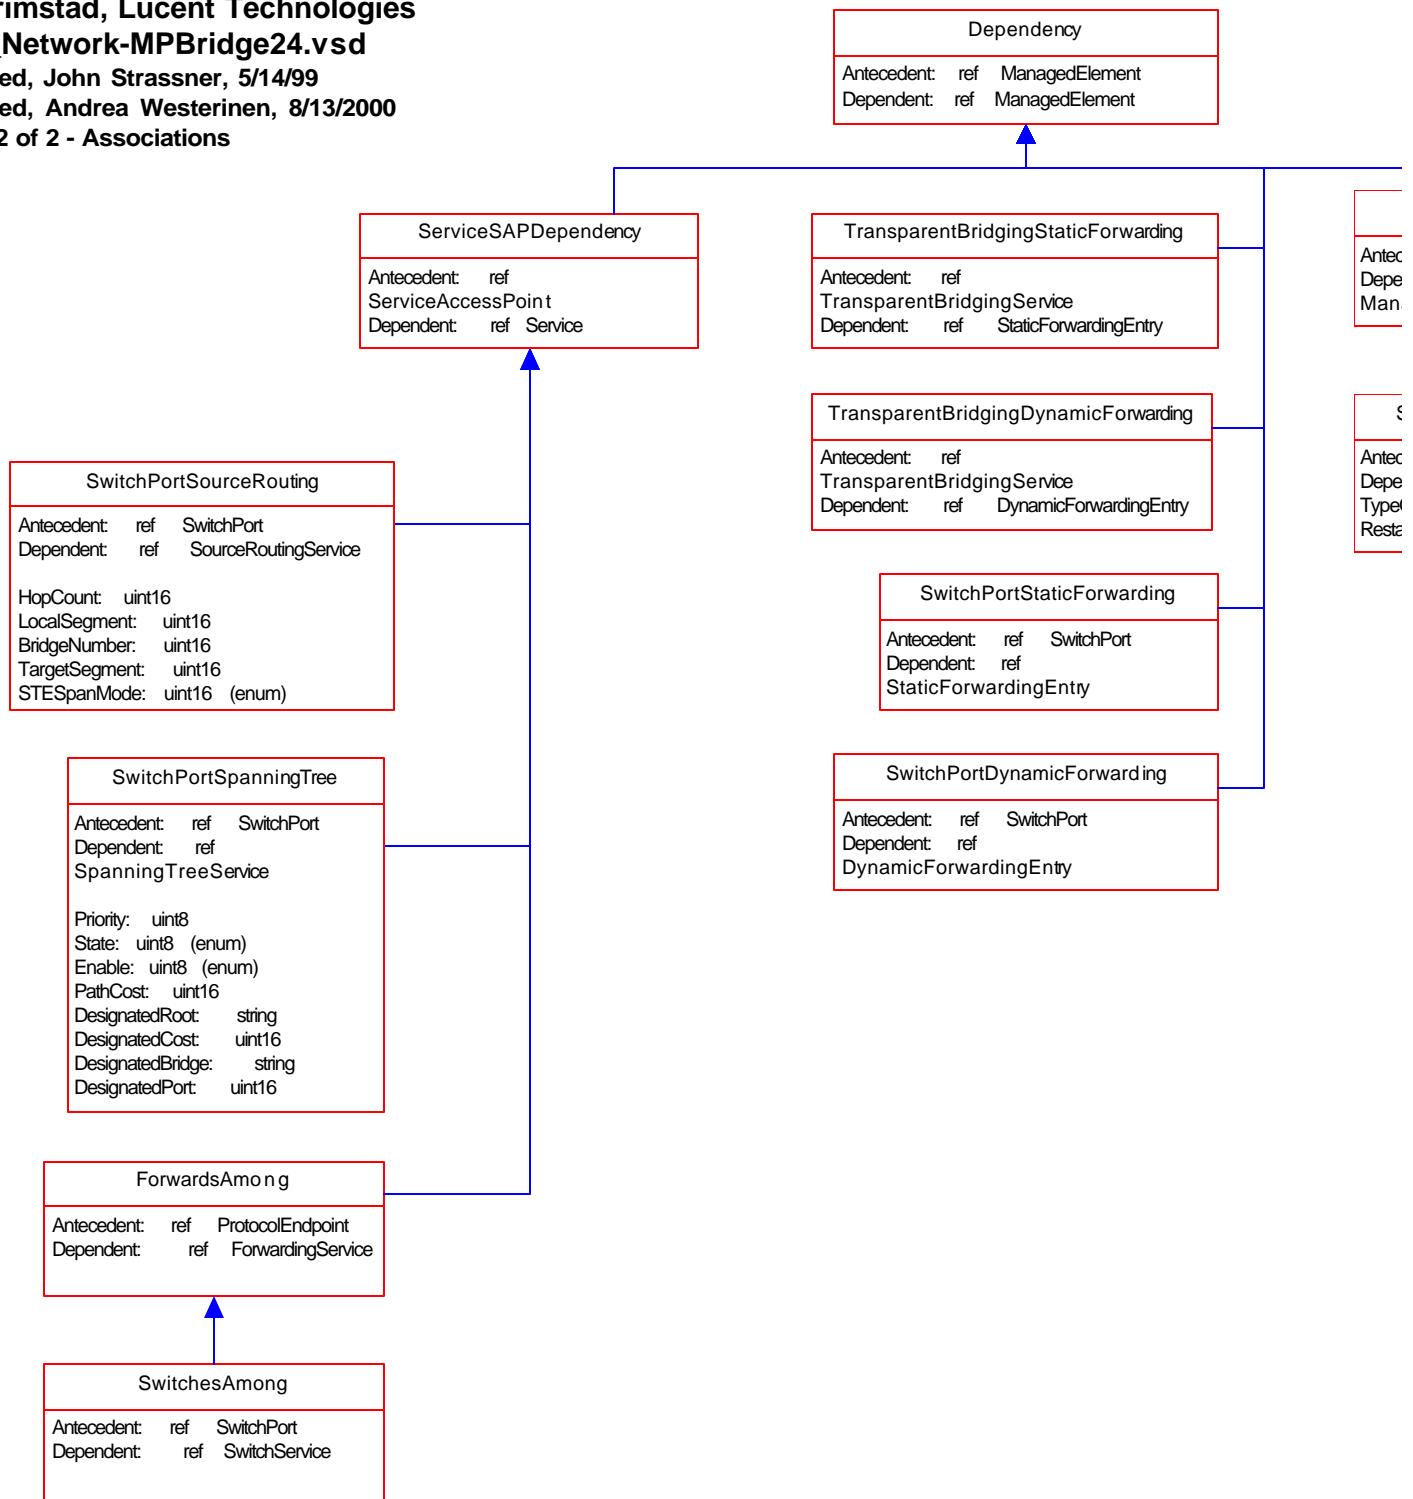 Lucent Technologies
Network-MPBridge24.vsd
John Strassner, 5/14/99
Andrea Westerinen, 8/13/2000
2 of 2 - Associations
Dependency
Antecedent: ref ManagedElement
Dependent: ref ManagedElement
ServiceSAPDependency
Antecedent: ref
ServiceAccessPoint
Dependent: ref Service
TransparentBridgingStaticForwarding
Antecedent: ref
TransparentBridgingService
Dependent: ref StaticForwardingEntry
TransparentBridgingDynamicForwarding
Antecedent: ref
TransparentBridgingService
Dependent: ref DynamicForwardingEntry
SwitchPortSourceRouting
Antecedent: ref SwitchPort
Dependent: ref SourceRoutingService
HopCount: uint16
LocalSegment: uint16
BridgeNumber: uint16
TargetSegment: uint16
STESpanMode: uint16 (enum)
SwitchPortStaticForwarding
Antecedent: ref SwitchPort
Dependent: ref
StaticForwardingEntry
SwitchPortSpanningTree
Antecedent: ref SwitchPort
Dependent: ref
SpanningTreeService
Priority: uint8
State: uint8 (enum)
Enable: uint8 (enum)
PathCost: uint16
DesignatedRoot: string
DesignatedCost: uint16
DesignatedBridge: string
DesignatedPort: uint16
SwitchPortDynamicForwarding
Antecedent: ref SwitchPort
Dependent: ref
DynamicForwardingEntry
ForwardsAmong
Antecedent: ref ProtocolEndpoint
Dependent: ref ForwardingService
SwitchesAmong
Antecedent: ref SwitchPort
Dependent: ref SwitchService